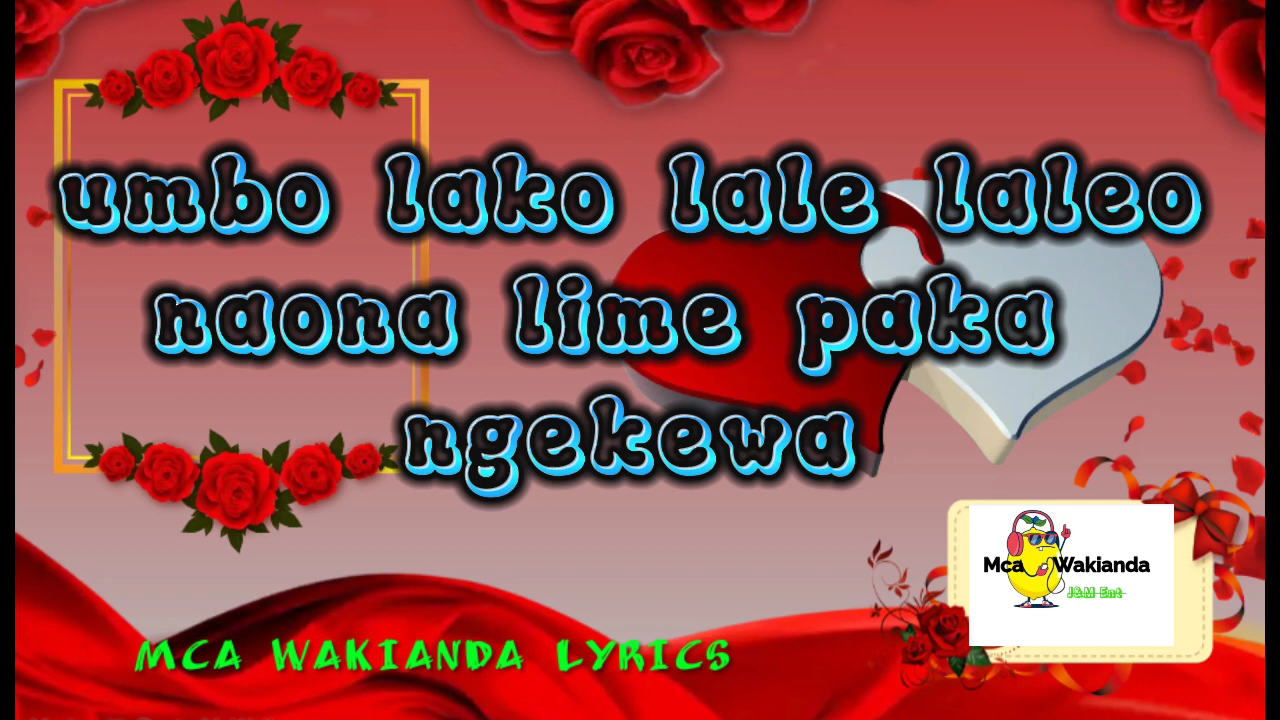 umbo lako lale laleo
naona lime paka
ngekewa
Mca Wakianda
J&M Ent
MCA WAKIANDA LYRICS